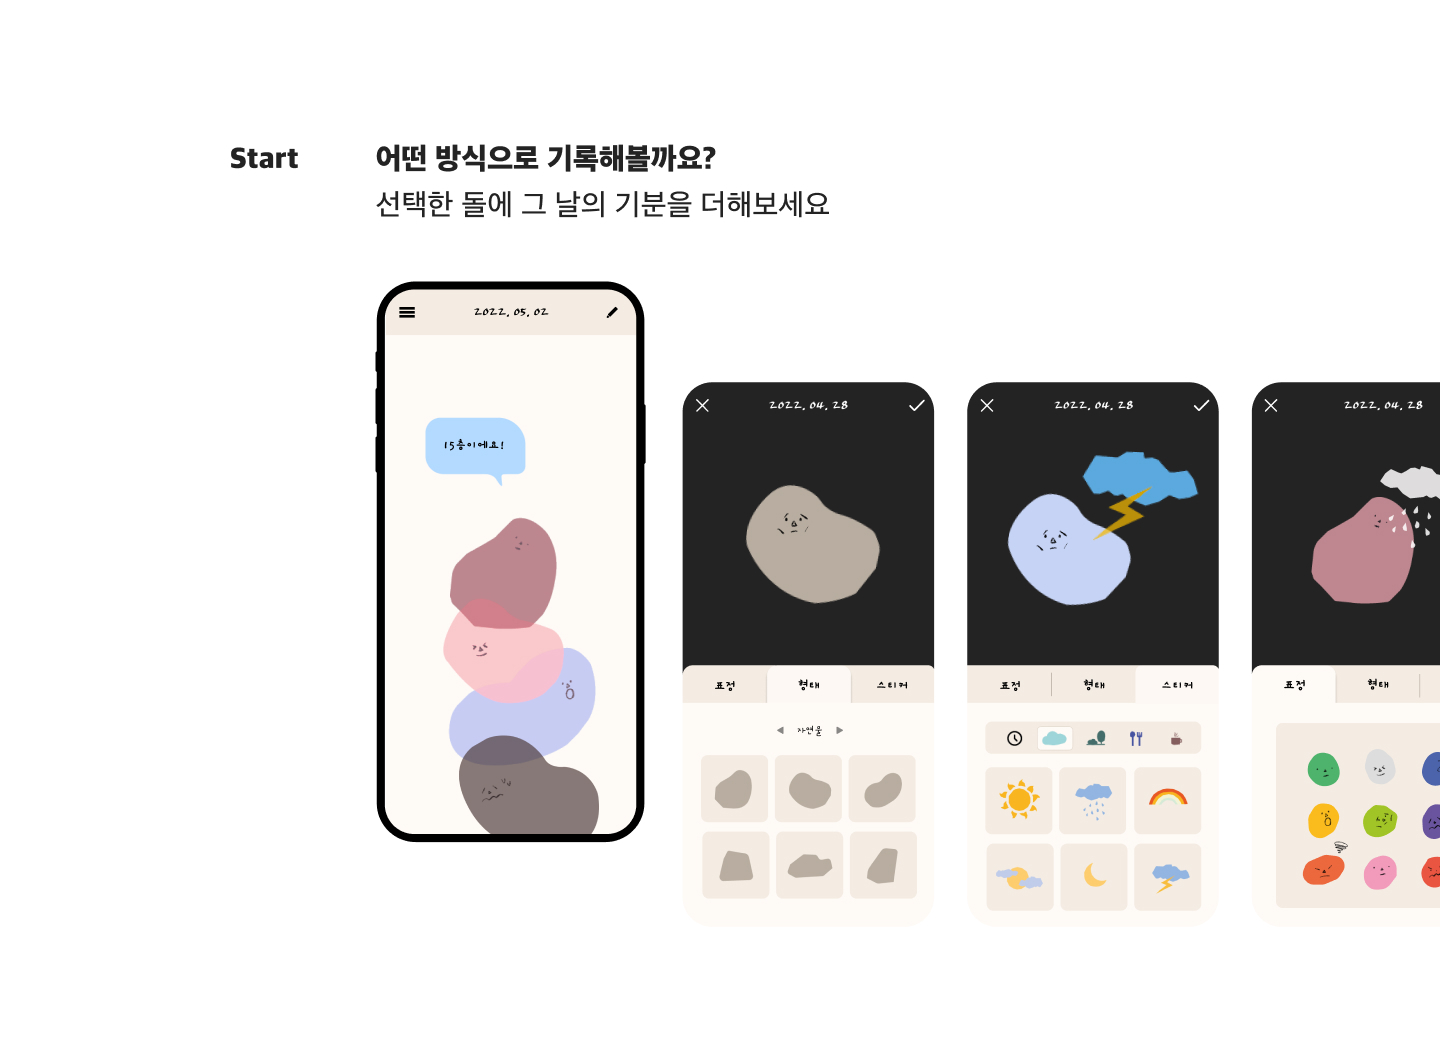 Start
어떤 방식으로 기록해볼까요?
선택한 돌에 그 날의 기분을 더해보세요
2022. 05. 02
15층이에요!
2022. 04. 28
표정
형태
스티커
자연물
2022. 04. 28
표정
형태
스티커
2022. 04. 28
표정
형태